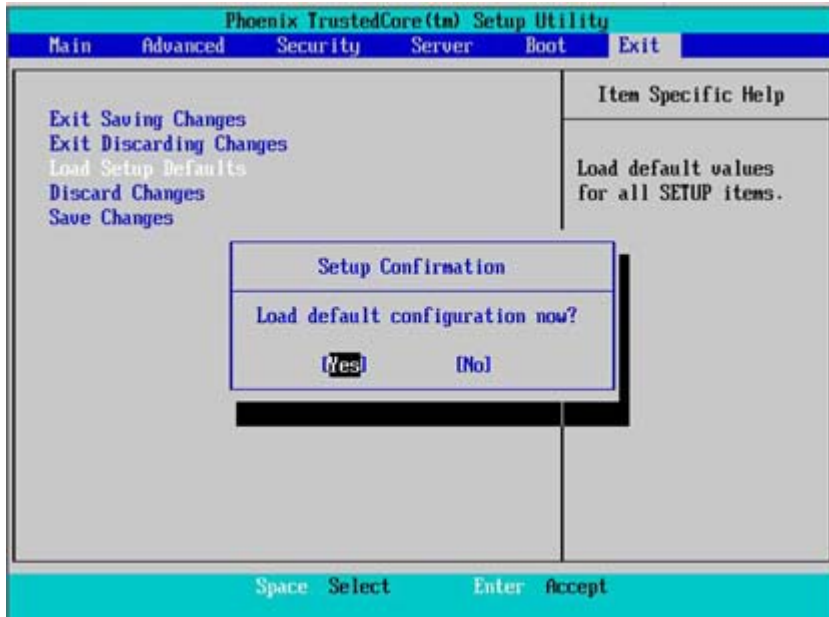 Phoenix TrustedCore(tm) Setup Utility
Main Advanced Security Server Boot Exit
Exit Saving Changes
Exit Discarding Changes
Load Setup Defaults
Discard Changes
Save Changes
Item Specific Help
Load default values
for all SETUP items.
Setup Confirmation
Load default configuration now?
[Yes] [No]
Space Select Enter Accept